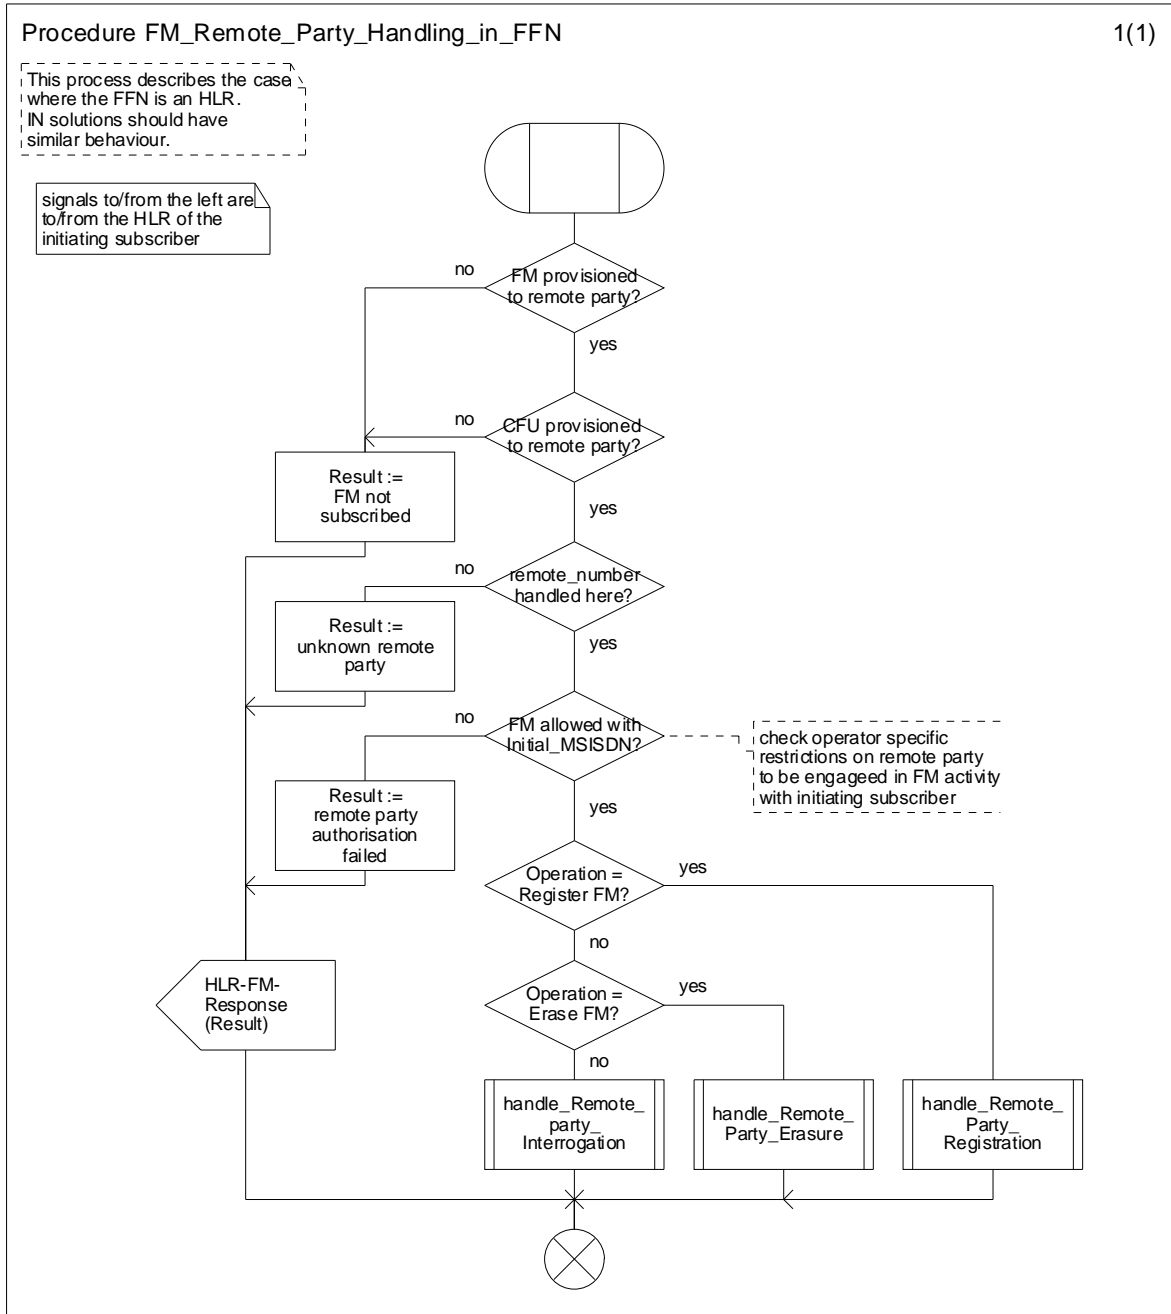 Procedure FM_Remote_Party_Handling_in_FFN
1(1)
This process describes the case
where the FFN is an HLR.
IN solutions should have
similar behaviour.
signals to/from the left are
to/from the HLR of the
initiating subscriber
no
FM provisioned
to remote party?
yes
no
CFU provisioned
to remote party?
Result :=
FM not
subscribed
yes
no
remote_number
handled here?
Result :=
unknown remote
party
yes
no
FM allowed with
Initial_MSISDN?
check operator specific
restrictions on remote party
to be engageed in FM activity
with initiating subscriber
Result :=
remote party
authorisation
failed
yes
Operation =
Register FM?
yes
no
HLR-FM-
Response
(Result)
Operation =
Erase FM?
yes
no
handle_Remote_
party_
Interrogation
handle_Remote_
Party_Erasure
handle_Remote_
Party_
Registration